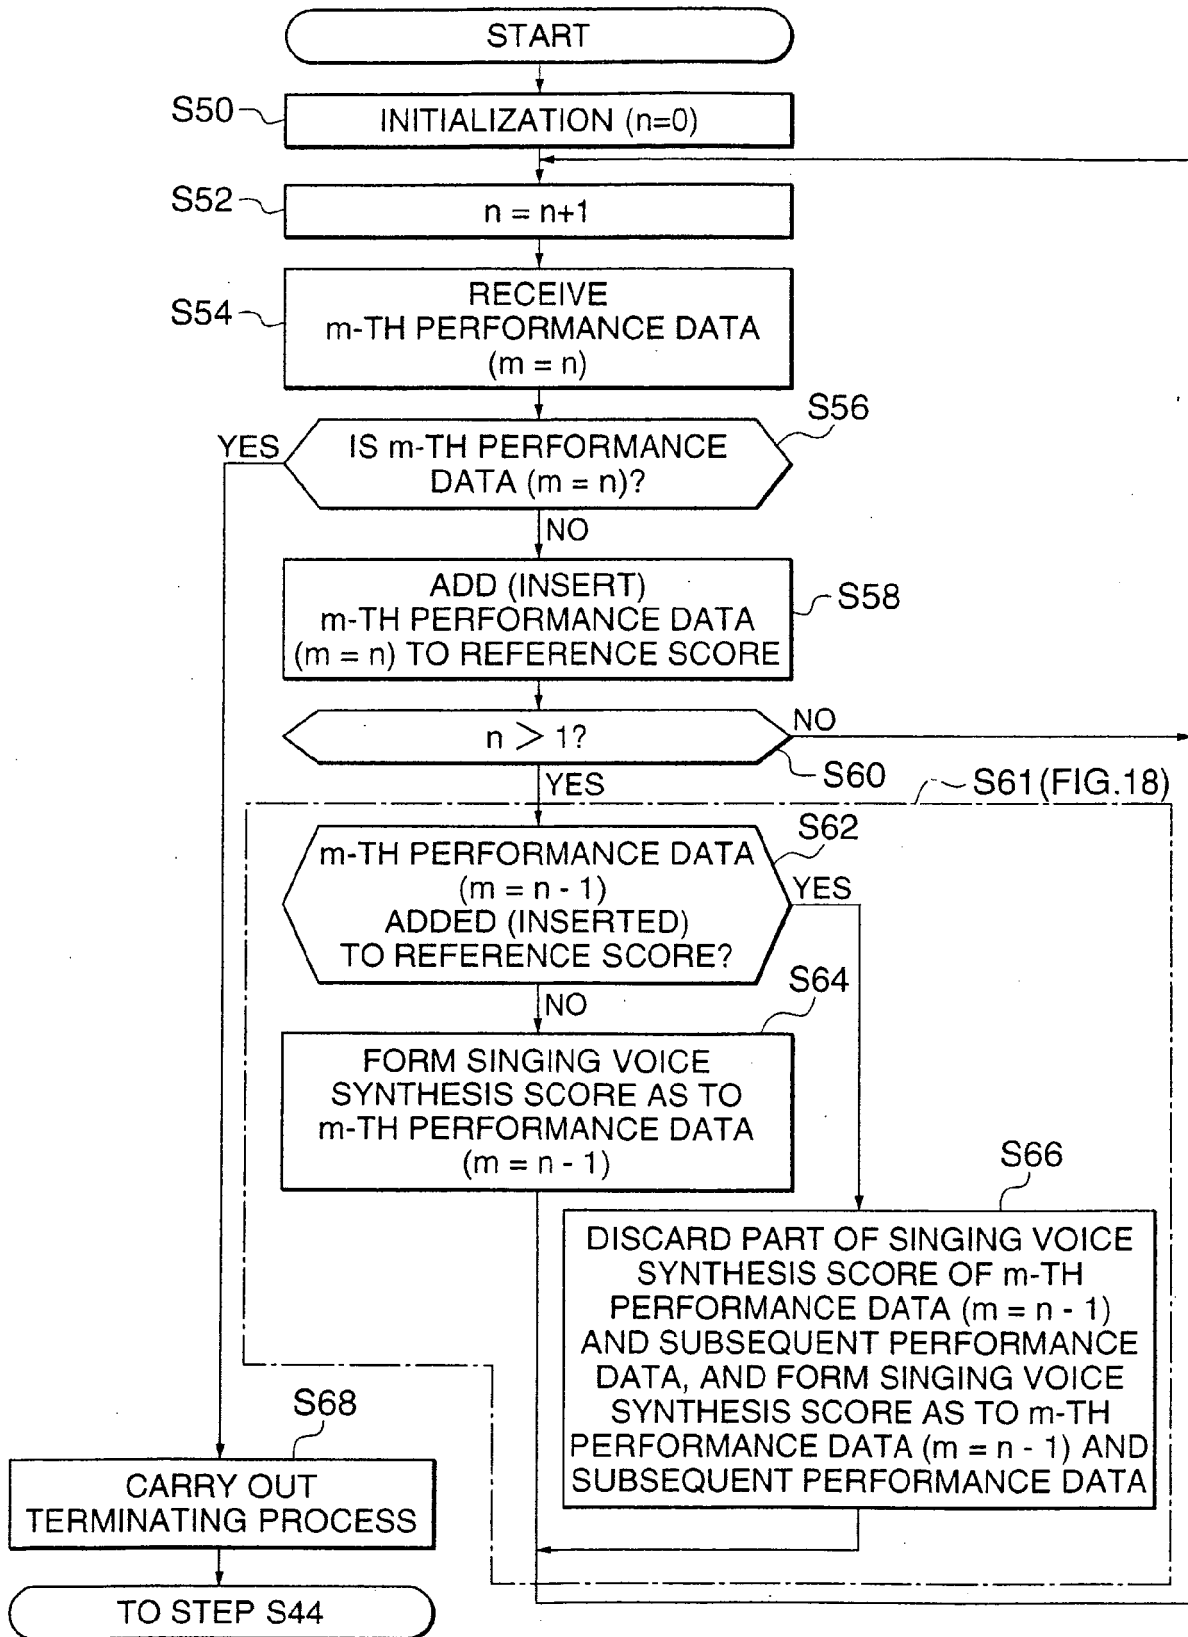 START
S50
INITIALIZATION (n=0)
S52
n = n+1
S54
RECEIVE
m-TH PERFORMANCE DATA
(m = n)
S56
YES
IS m-TH PERFORMANCE
DATA (m = n)?
NO
ADD (INSERT)
m-TH PERFORMANCE DATA
(m = n) TO REFERENCE SCORE
S58
n > 1?
NO
S60
YES
S61(FIG.18)
S62
m-TH PERFORMANCE DATA
(m = n - 1)
ADDED (INSERTED)
TO REFERENCE SCORE?
YES
NO
S64
FORM SINGING VOICE
SYNTHESIS SCORE AS TO
m-TH PERFORMANCE DATA
(m = n - 1)
S66
DISCARD PART OF SINGING VOICE
SYNTHESIS SCORE OF m-TH
PERFORMANCE DATA (m = n - 1)
AND SUBSEQUENT PERFORMANCE
DATA, AND FORM SINGING VOICE
SYNTHESIS SCORE AS TO m-TH
PERFORMANCE DATA (m = n - 1) AND
SUBSEQUENT PERFORMANCE DATA
S68
CARRY OUT
TERMINATING PROCESS
TO STEP S44